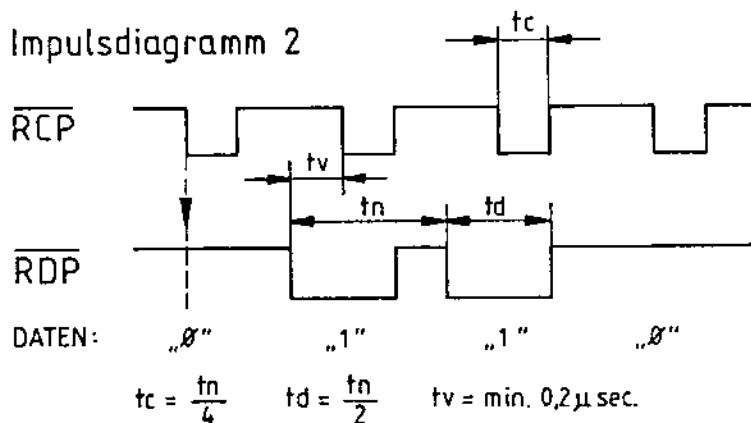 Impulsdiagramm 2
tc
RCP
tv
tn
td
RDP
DATEN: „Ø" „1" „1" „Ø"
tc = tn/4 td = tn/2 tv = min. 0,2 µ sec.